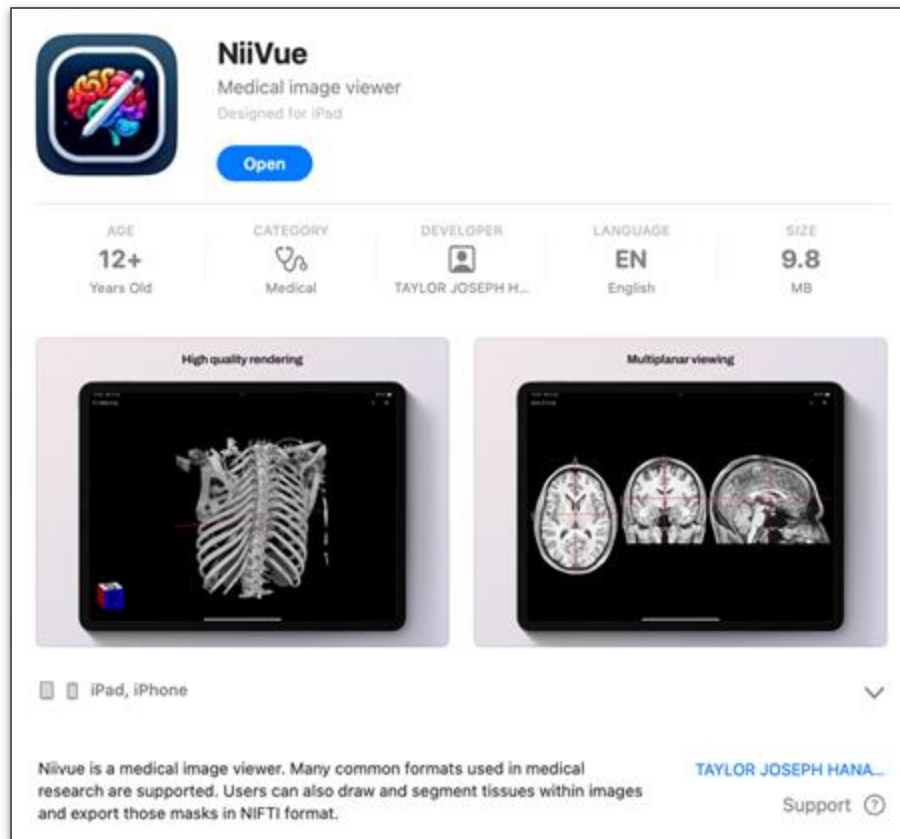 NiiVue
Medical image viewer
Designed for iPad
Open
AGE
12+
Years Old
CATEGORY
Medical
DEVELOPER
TAYLOR JOSEPH H...
LANGUAGE
EN
English
SIZE
9.8
MB
High quality rendering
Multiplanar viewing
iPad, iPhone
Niivue is a medical image viewer. Many common formats used in medical
research are supported. Users can also draw and segment tissues within images
and export those masks in NIFTI format.
TAYLOR JOSEPH HANA...
Support